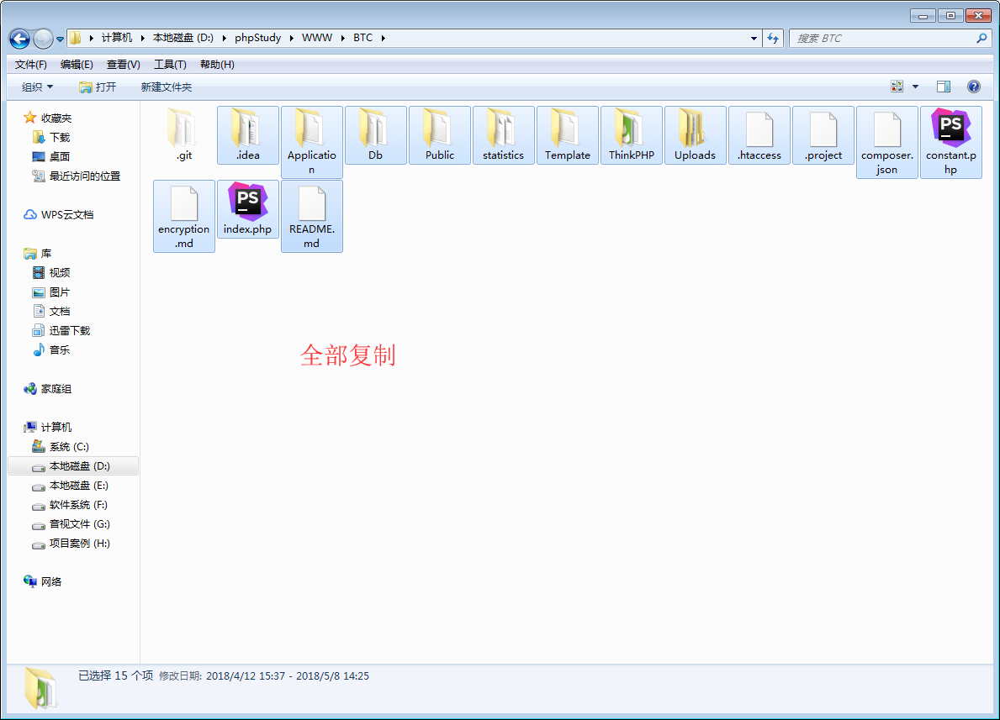 计算机 本地磁盘 (D:) phpStudy WWW BTC
搜索 BTC
文件(F) 编辑(E) 查看(V) 工具(T) 帮助(H)
组织 打开 新建文件夹
收藏夹
下载
桌面
最近访问的位置
WPS云文档
库
视频
图片
文档
迅雷下载
音乐
家庭组
计算机
系统 (C:)
本地磁盘 (D:)
本地磁盘 (E:)
软件系统 (F:)
音视文件 (G:)
项目案例 (H:)
网络
.git
.idea
Applicatio
n
Db
Public
statistics
Template
ThinkPHP
Uploads
.htaccess
.project
composer.
json
PS
constant.p
hp
encryption
.md
PS
index.php
README.
md
全部复制
已选择 15 个项 修改日期: 2018/4/12 15:37 - 2018/5/8 14:25